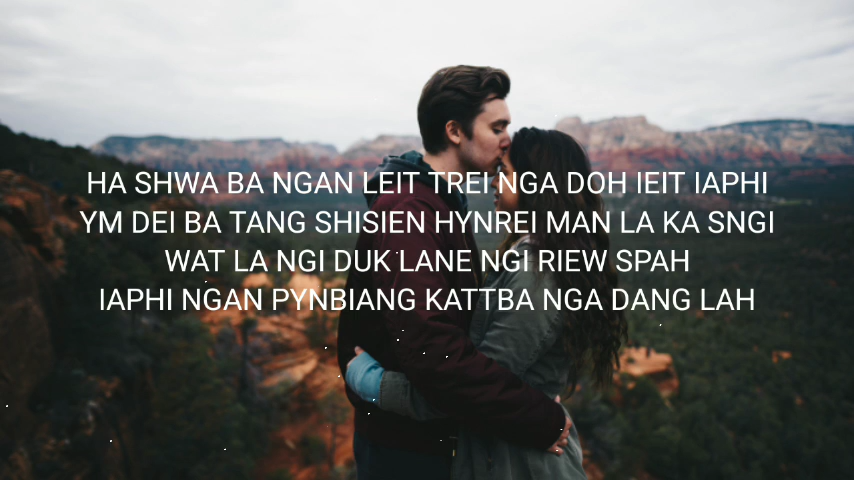 HA SHWA BA NGAN LEIT TREI NGA DOH IEIT IAPHI
YM DEI BA TANG SHISIEN HYNREI MAN LA KA SNGI
WAT LA NGI DUK LANE NGI RIEW SPAH
IAPHI NGAN PYNBIANG KATTBA NGA DANG LAH